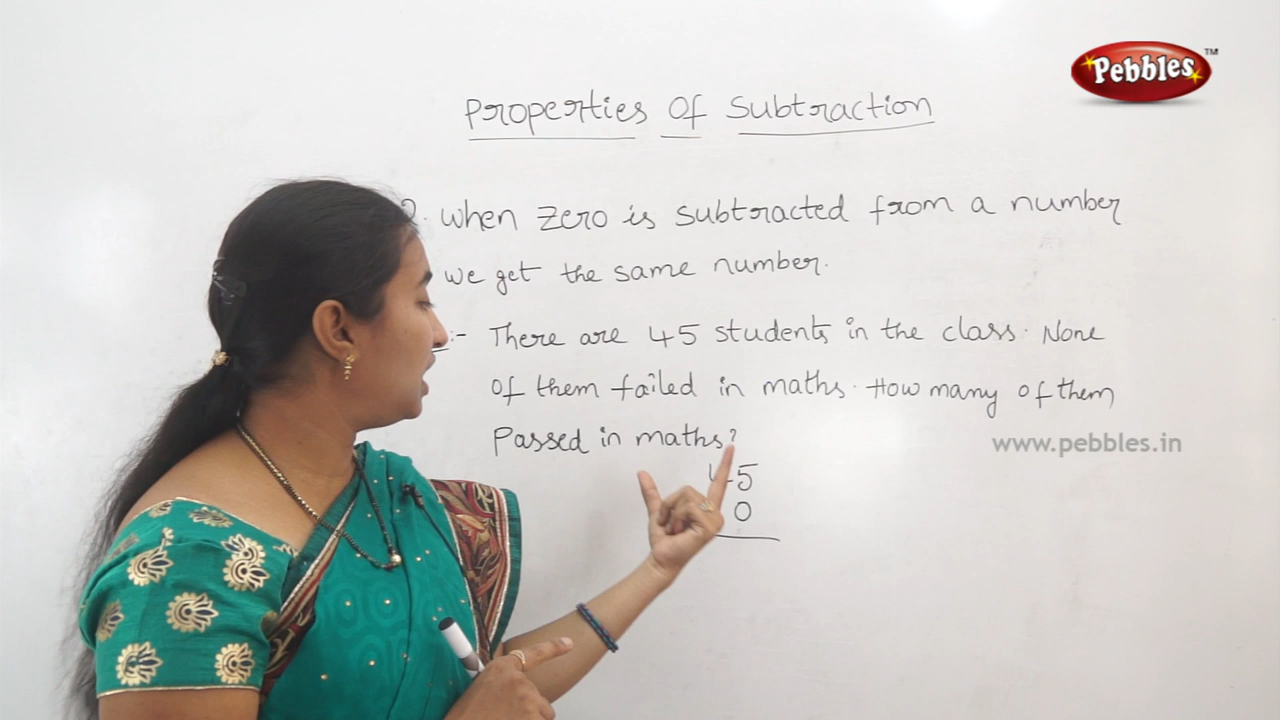 Pebbles™
Properties Of Subtraction
2. When Zero is subtracted from a number
we get the same number.
:- There are 45 students in the class. None
of them failed in maths. How many of them
Passed in maths?
www.pebbles.in
45
0